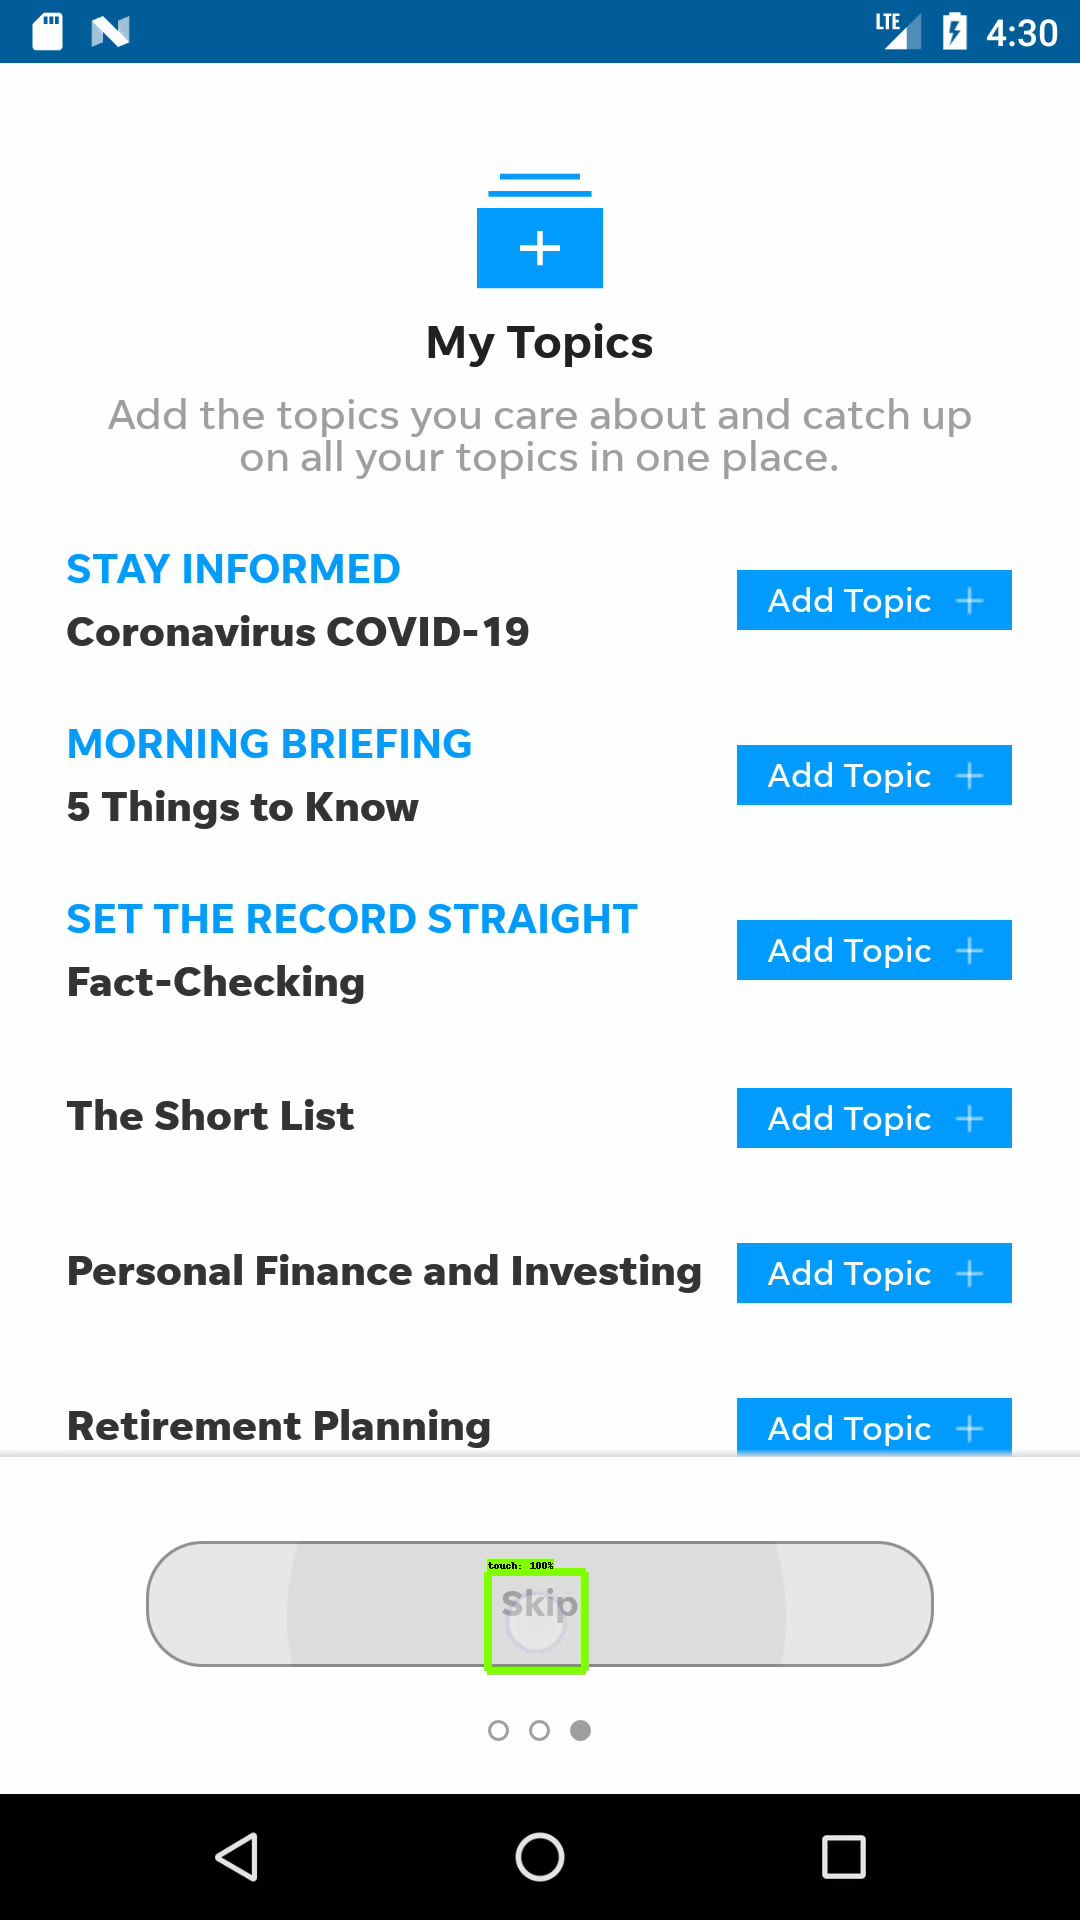 LTE 4:30
My Topics
Add the topics you care about and catch up
on all your topics in one place.
STAY INFORMED
Coronavirus COVID-19
Add Topic +
MORNING BRIEFING
5 Things to Know
Add Topic +
SET THE RECORD STRAIGHT
Fact-Checking
Add Topic +
The Short List
Add Topic +
Personal Finance and Investing
Add Topic +
Retirement Planning
Add Topic +
touch: 100%
Skip